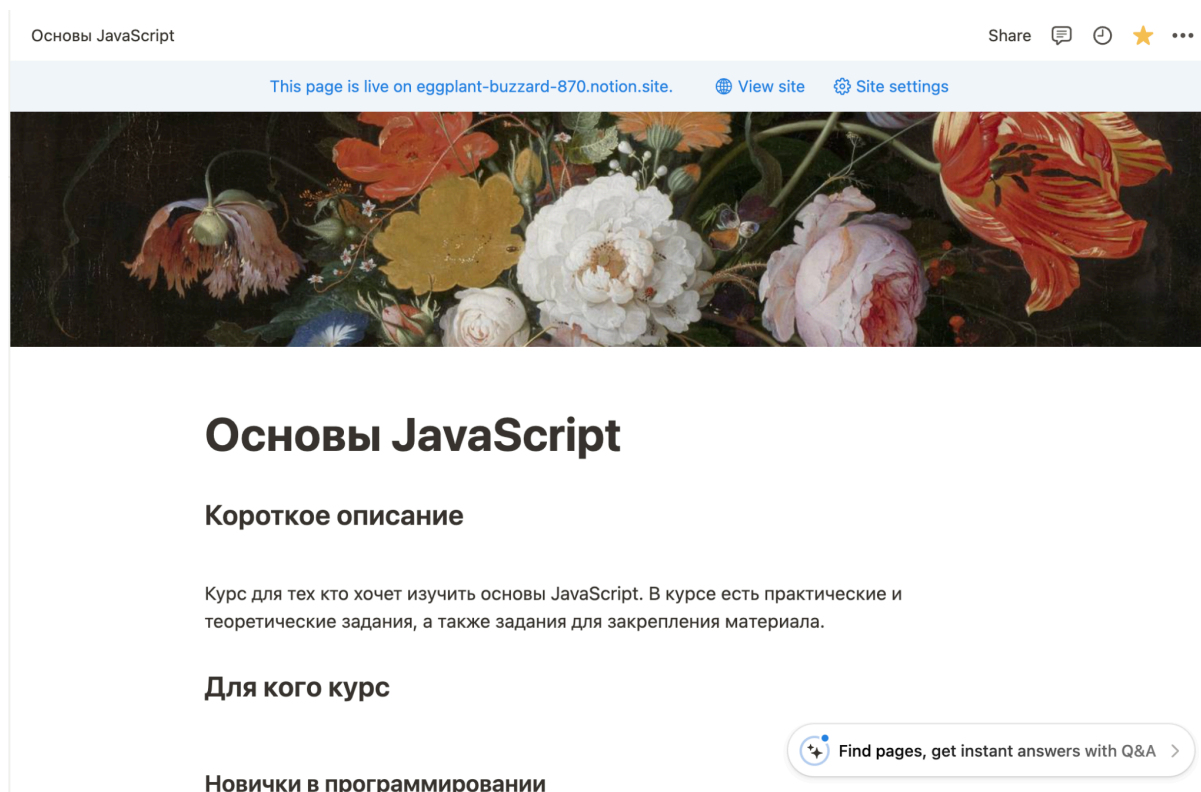 Основы JavaScript
Share
This page is live on eggplant-buzzard-870.notion.site.
View site
Site settings
Основы JavaScript
Короткое описание
Курс для тех кто хочет изучить основы JavaScript. В курсе есть практические и
теоретические задания, а также задания для закрепления материала.
Для кого курс
Find pages, get instant answers with Q&A
Новички в программировании